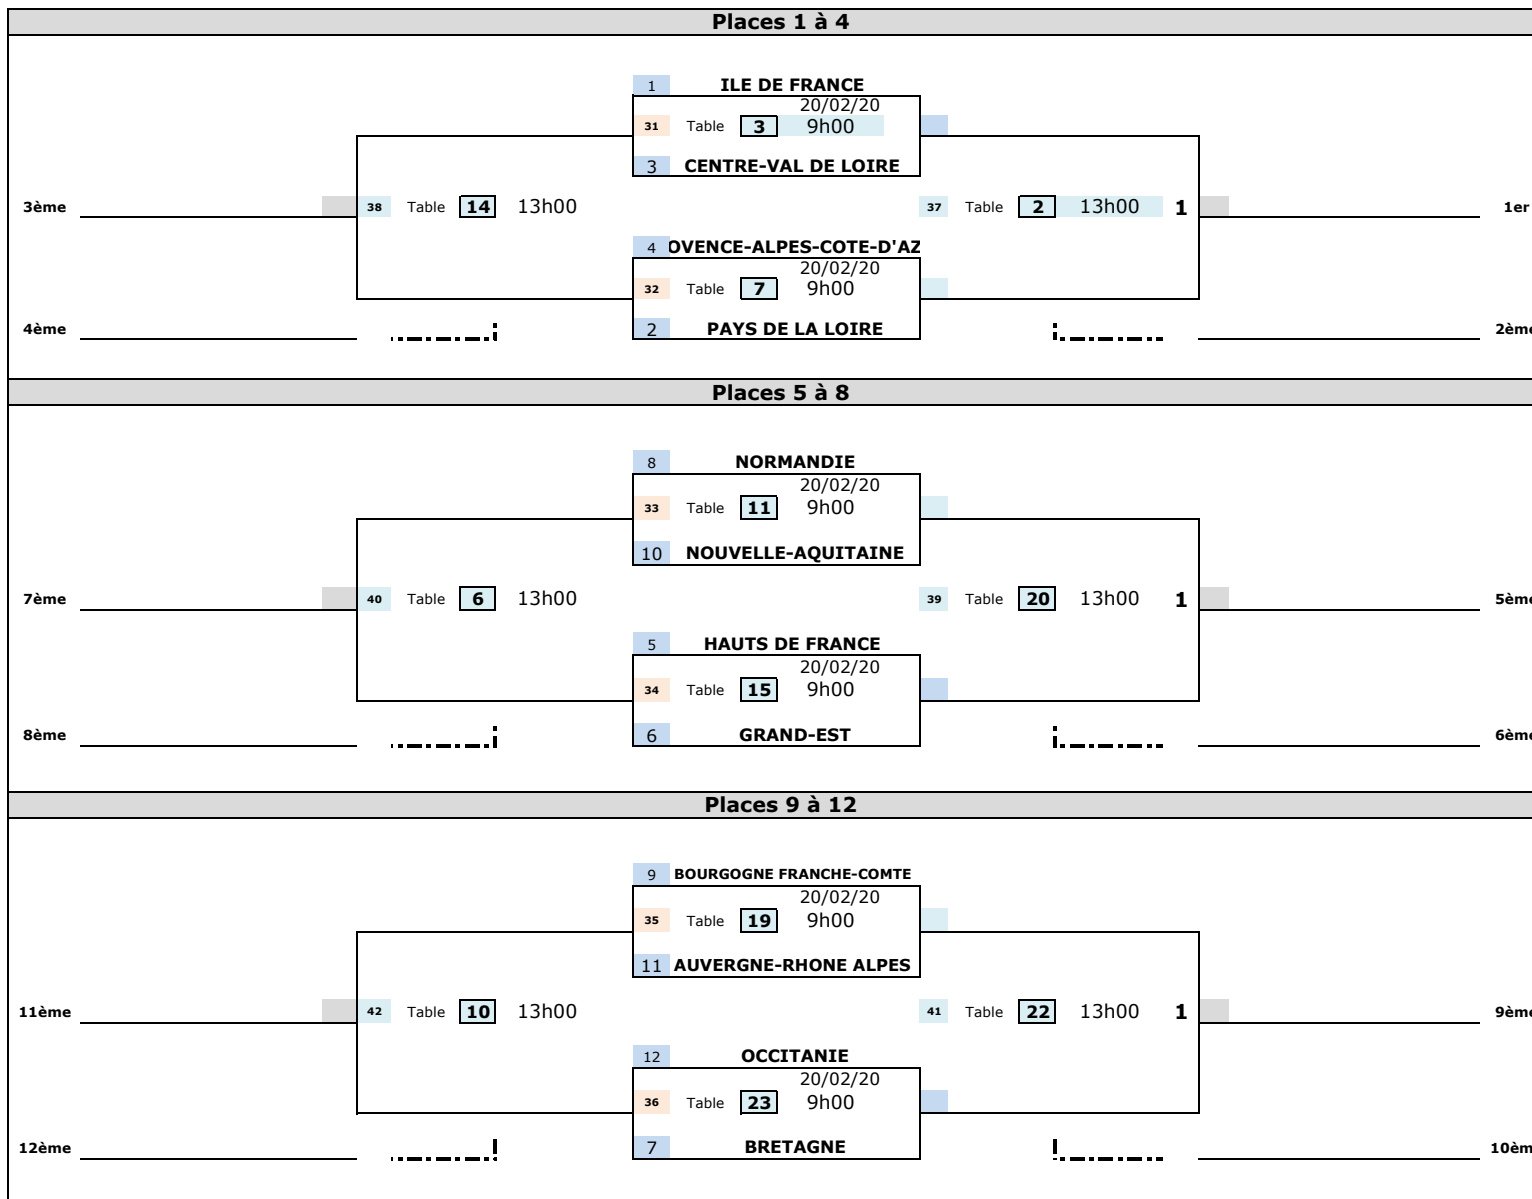 Places 1 à 4
1 ILE DE FRANCE
20/02/20
31 Table 3 9h00
3 CENTRE-VAL DE LOIRE
3ème 38 Table 14 13h00 37 Table 2 13h00 1 1er
4 OVENCE-ALPES-COTE-D'AZ
20/02/20
32 Table 7 9h00
4ème 2 PAYS DE LA LOIRE 2ème
Places 5 à 8
8 NORMANDIE
20/02/20
33 Table 11 9h00
10 NOUVELLE-AQUITAINE
7ème 40 Table 6 13h00 39 Table 20 13h00 1 5ème
5 HAUTS DE FRANCE
20/02/20
34 Table 15 9h00
8ème 6 GRAND-EST 6ème
Places 9 à 12
9 BOURGOGNE FRANCHE-COMTE
20/02/20
35 Table 19 9h00
11 AUVERGNE-RHONE ALPES
11ème 42 Table 10 13h00 41 Table 22 13h00 1 9ème
12 OCCITANIE
20/02/20
36 Table 23 9h00
12ème 7 BRETAGNE 10èm